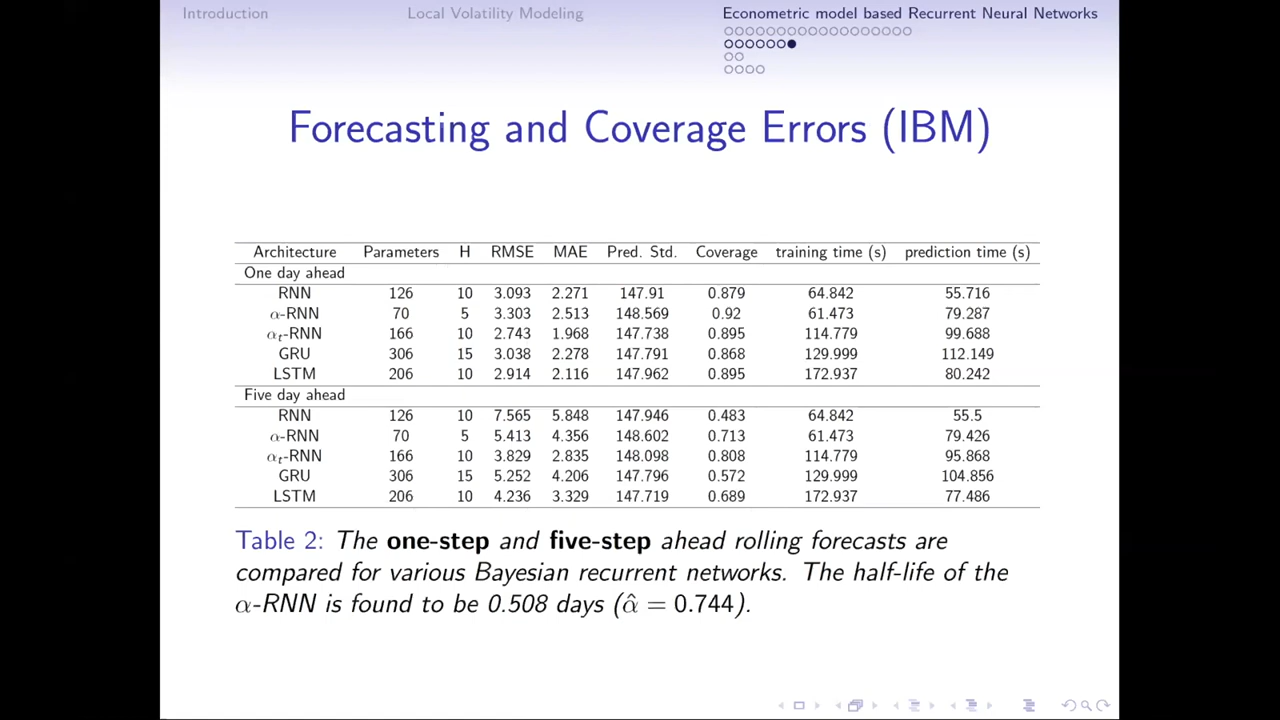 Introduction Local Volatility Modeling Econometric model based Recurrent Neural Networks
Forecasting and Coverage Errors (IBM)
Architecture Parameters H RMSE MAE Pred. Std. Coverage training time (s) prediction time (s)
One day ahead
RNN 126 10 3.093 2.271 147.91 0.879 64.842 55.716
α-RNN 70 5 3.303 2.513 148.569 0.92 61.473 79.287
αt-RNN 166 10 2.743 1.968 147.738 0.895 114.779 99.688
GRU 306 15 3.038 2.278 147.791 0.868 129.999 112.149
LSTM 206 10 2.914 2.116 147.962 0.895 172.937 80.242
Five day ahead
RNN 126 10 7.565 5.848 147.946 0.483 64.842 55.5
α-RNN 70 5 5.413 4.356 148.602 0.713 61.473 79.426
αt-RNN 166 10 3.829 2.835 148.098 0.808 114.779 95.868
GRU 306 15 5.252 4.206 147.796 0.572 129.999 104.856
LSTM 206 10 4.236 3.329 147.719 0.689 172.937 77.486
Table 2: The one-step and five-step ahead rolling forecasts are
compared for various Bayesian recurrent networks. The half-life of the
α-RNN is found to be 0.508 days (α̂ = 0.744).